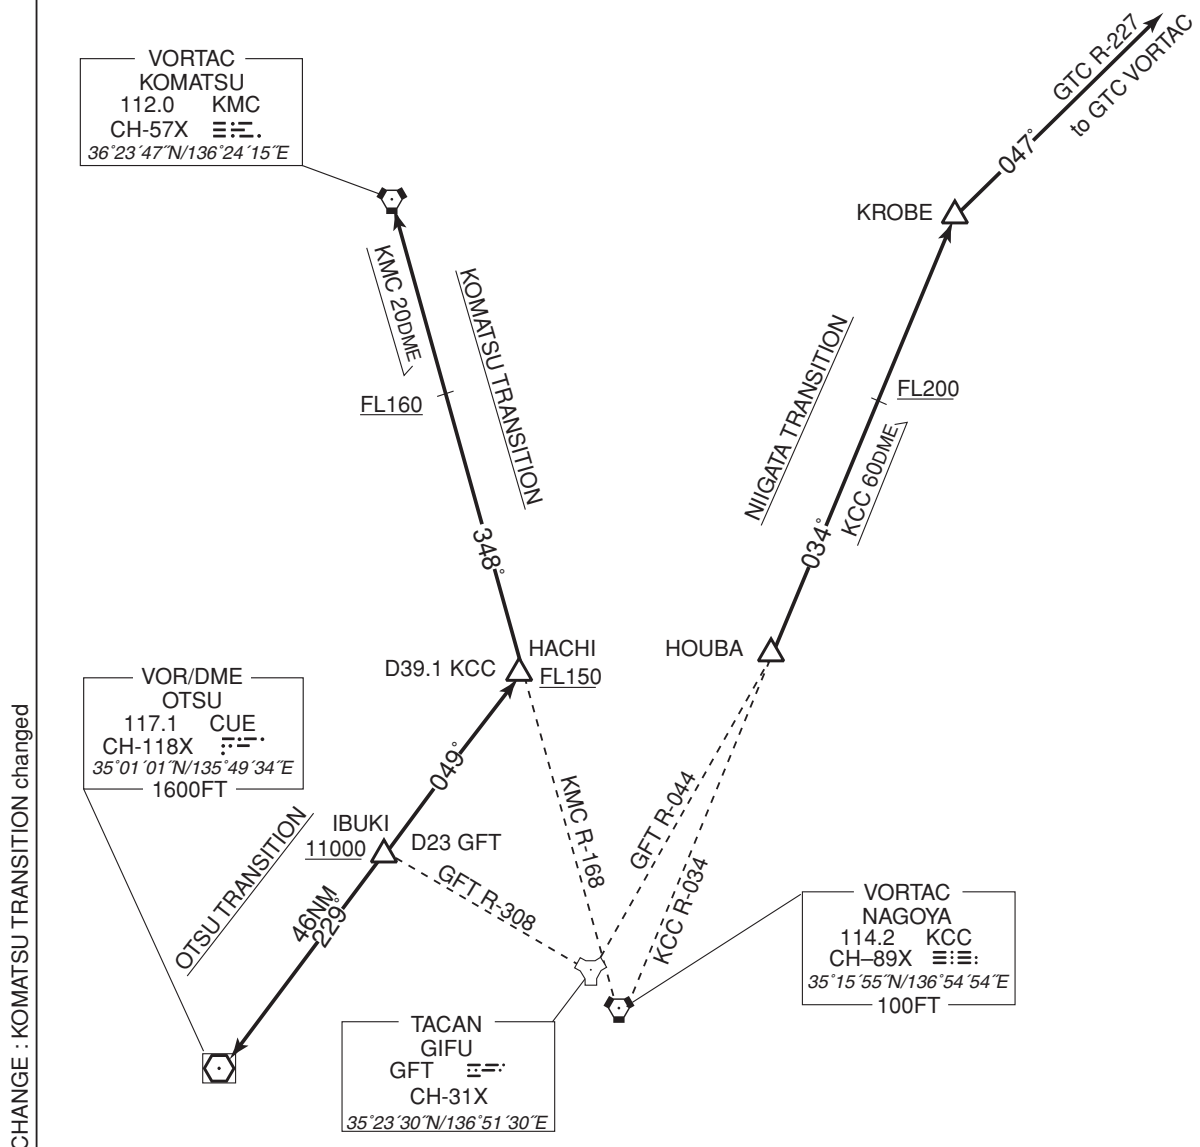 VORTAC
KOMATSU
112.0 KMC
CH-57X
36°23′47″N/136°24′15″E
GTC R-227
to GTC VORTAC
047°
KROBE
KMC 20DME
KOMATSU TRANSITION
FL160
NIIGATA TRANSITION
FL200
KCC 60DME
034°
348°
HACHI
D39.1 KCC
FL150
HOUBA
VOR/DME
OTSU
117.1 CUE
CH-118X
35°01′01″N/135°49′34″E
1600FT
049°
IBUKI
11000
D23 GFT
OTSU TRANSITION
46NM
229°
GFT R-308
KMC R-168
GFT R-044
KCC R-034
VORTAC
NAGOYA
114.2 KCC
CH–89X
35°15′55″N/136°54′54″E
100FT
TACAN
GIFU
GFT
CH-31X
35°23′30″N/136°51′30″E
CHANGE : KOMATSU TRANSITION changed